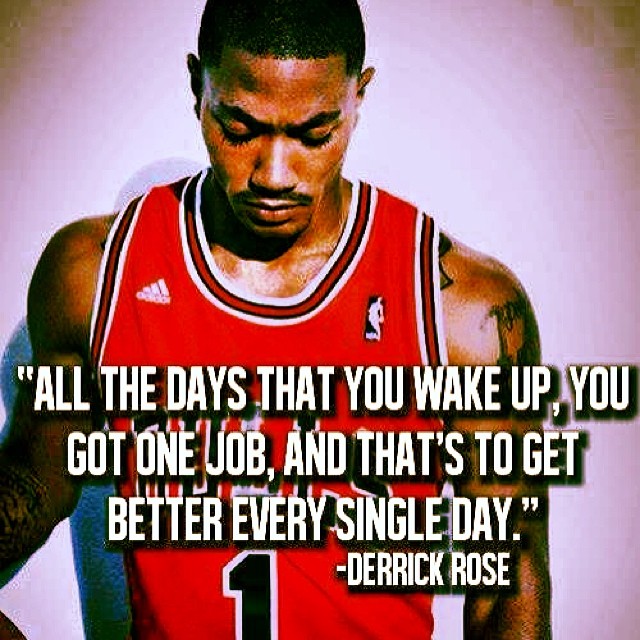 “ALL THE DAYS THAT YOU WAKE UP, YOU
GOT ONE JOB, AND THAT’S TO GET
BETTER EVERY SINGLE DAY.”
-DERRICK ROSE
adidas
1